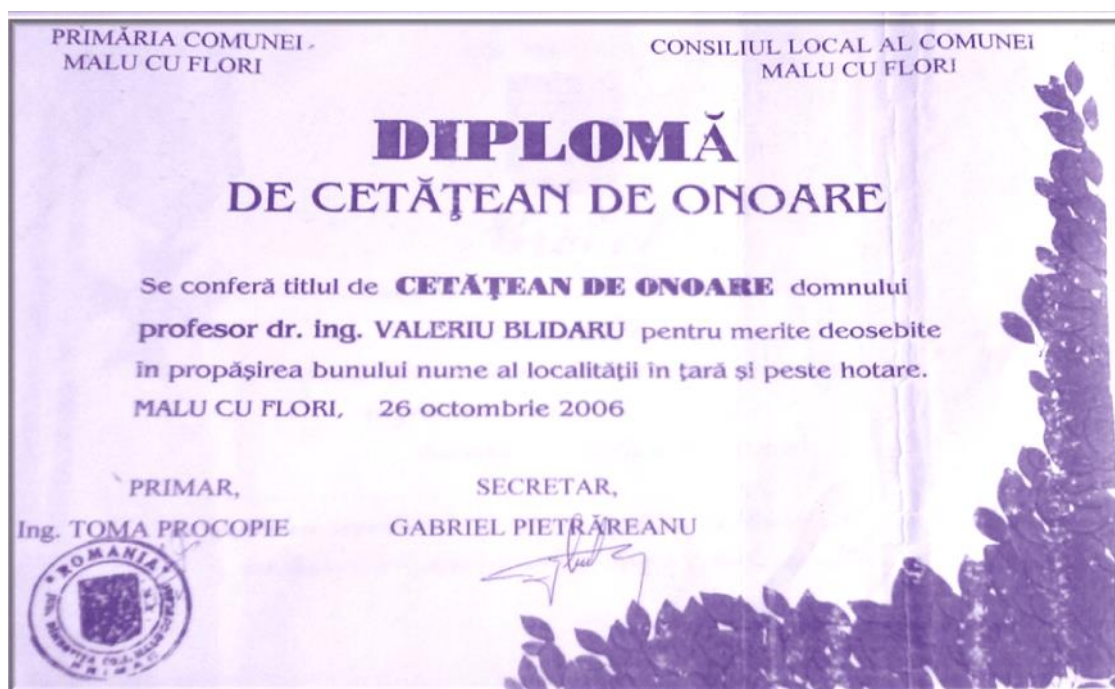 PRIMĂRIA COMUNEI
MALU CU FLORI
CONSILIUL LOCAL AL COMUNEI
MALU CU FLORI
DIPLOMĂ
DE CETĂŢEAN DE ONOARE
Se conferă titlul de CETĂŢEAN DE ONOARE domnului
profesor dr. ing. VALERIU BLIDARU pentru merite deosebite
în propăşirea bunului nume al localităţii în ţară şi peste hotare.
MALU CU FLORI, 26 octombrie 2006
PRIMAR,
Ing. TOMA PROCOPIE
SECRETAR,
GABRIEL PIETRĂREANU
ROMANIA